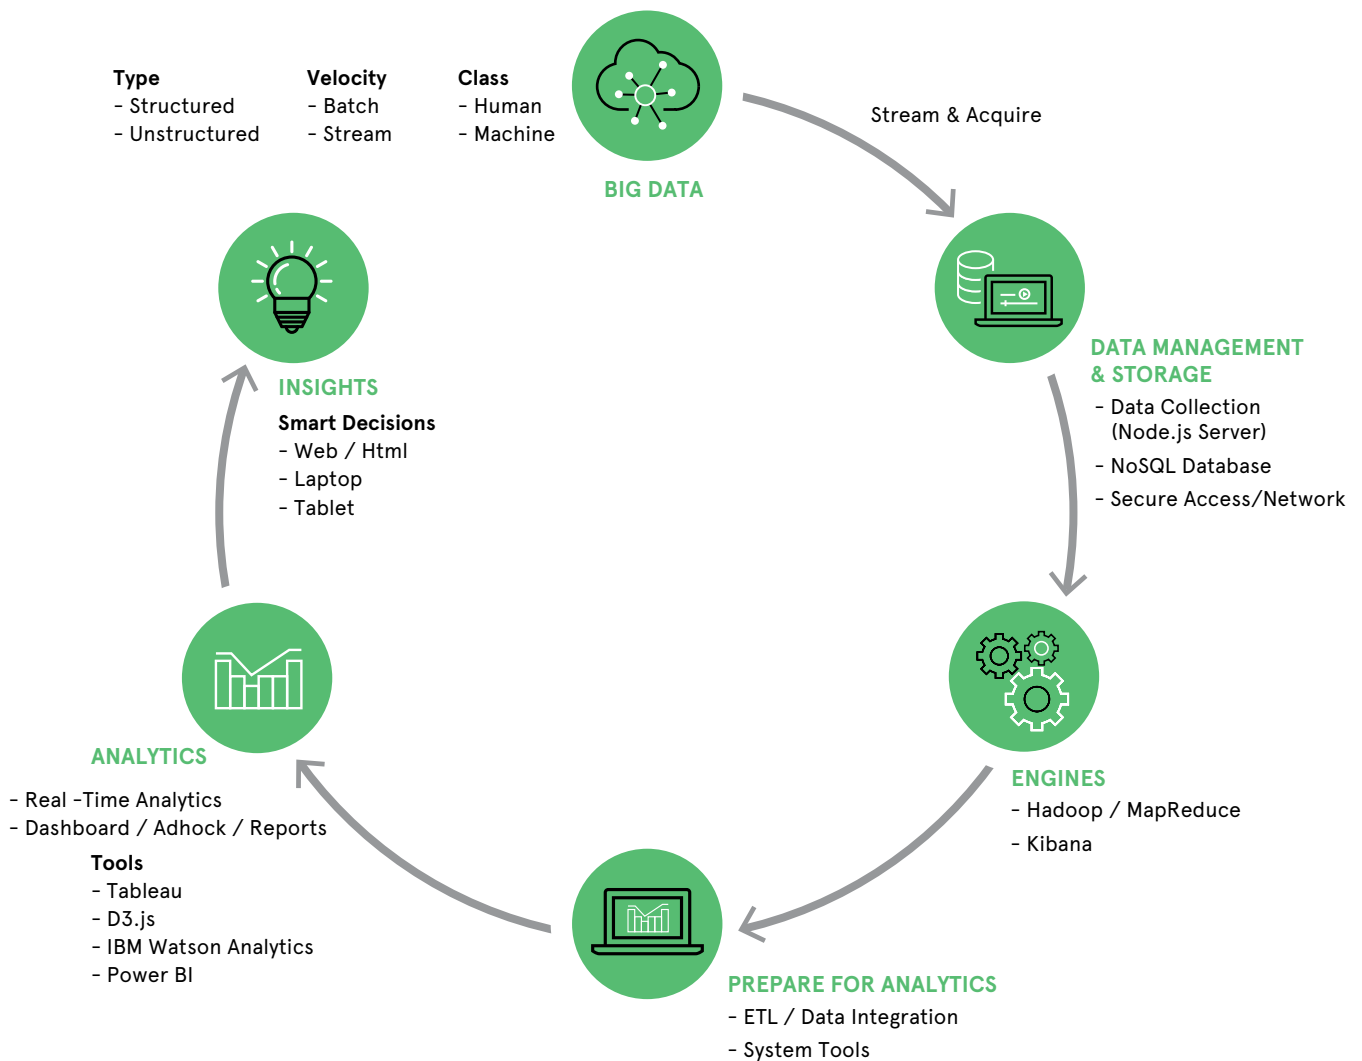 Type
- Structured
- Unstructured
Velocity
- Batch
- Stream
Class
- Human
- Machine
BIG DATA
Stream & Acquire
DATA MANAGEMENT
& STORAGE
- Data Collection
(Node.js Server)
- NoSQL Database
- Secure Access/Network
ENGINES
- Hadoop / MapReduce
- Kibana
PREPARE FOR ANALYTICS
- ETL / Data Integration
- System Tools
ANALYTICS
- Real -Time Analytics
- Dashboard / Adhock / Reports
Tools
- Tableau
- D3.js
- IBM Watson Analytics
- Power BI
INSIGHTS
Smart Decisions
- Web / Html
- Laptop
- Tablet